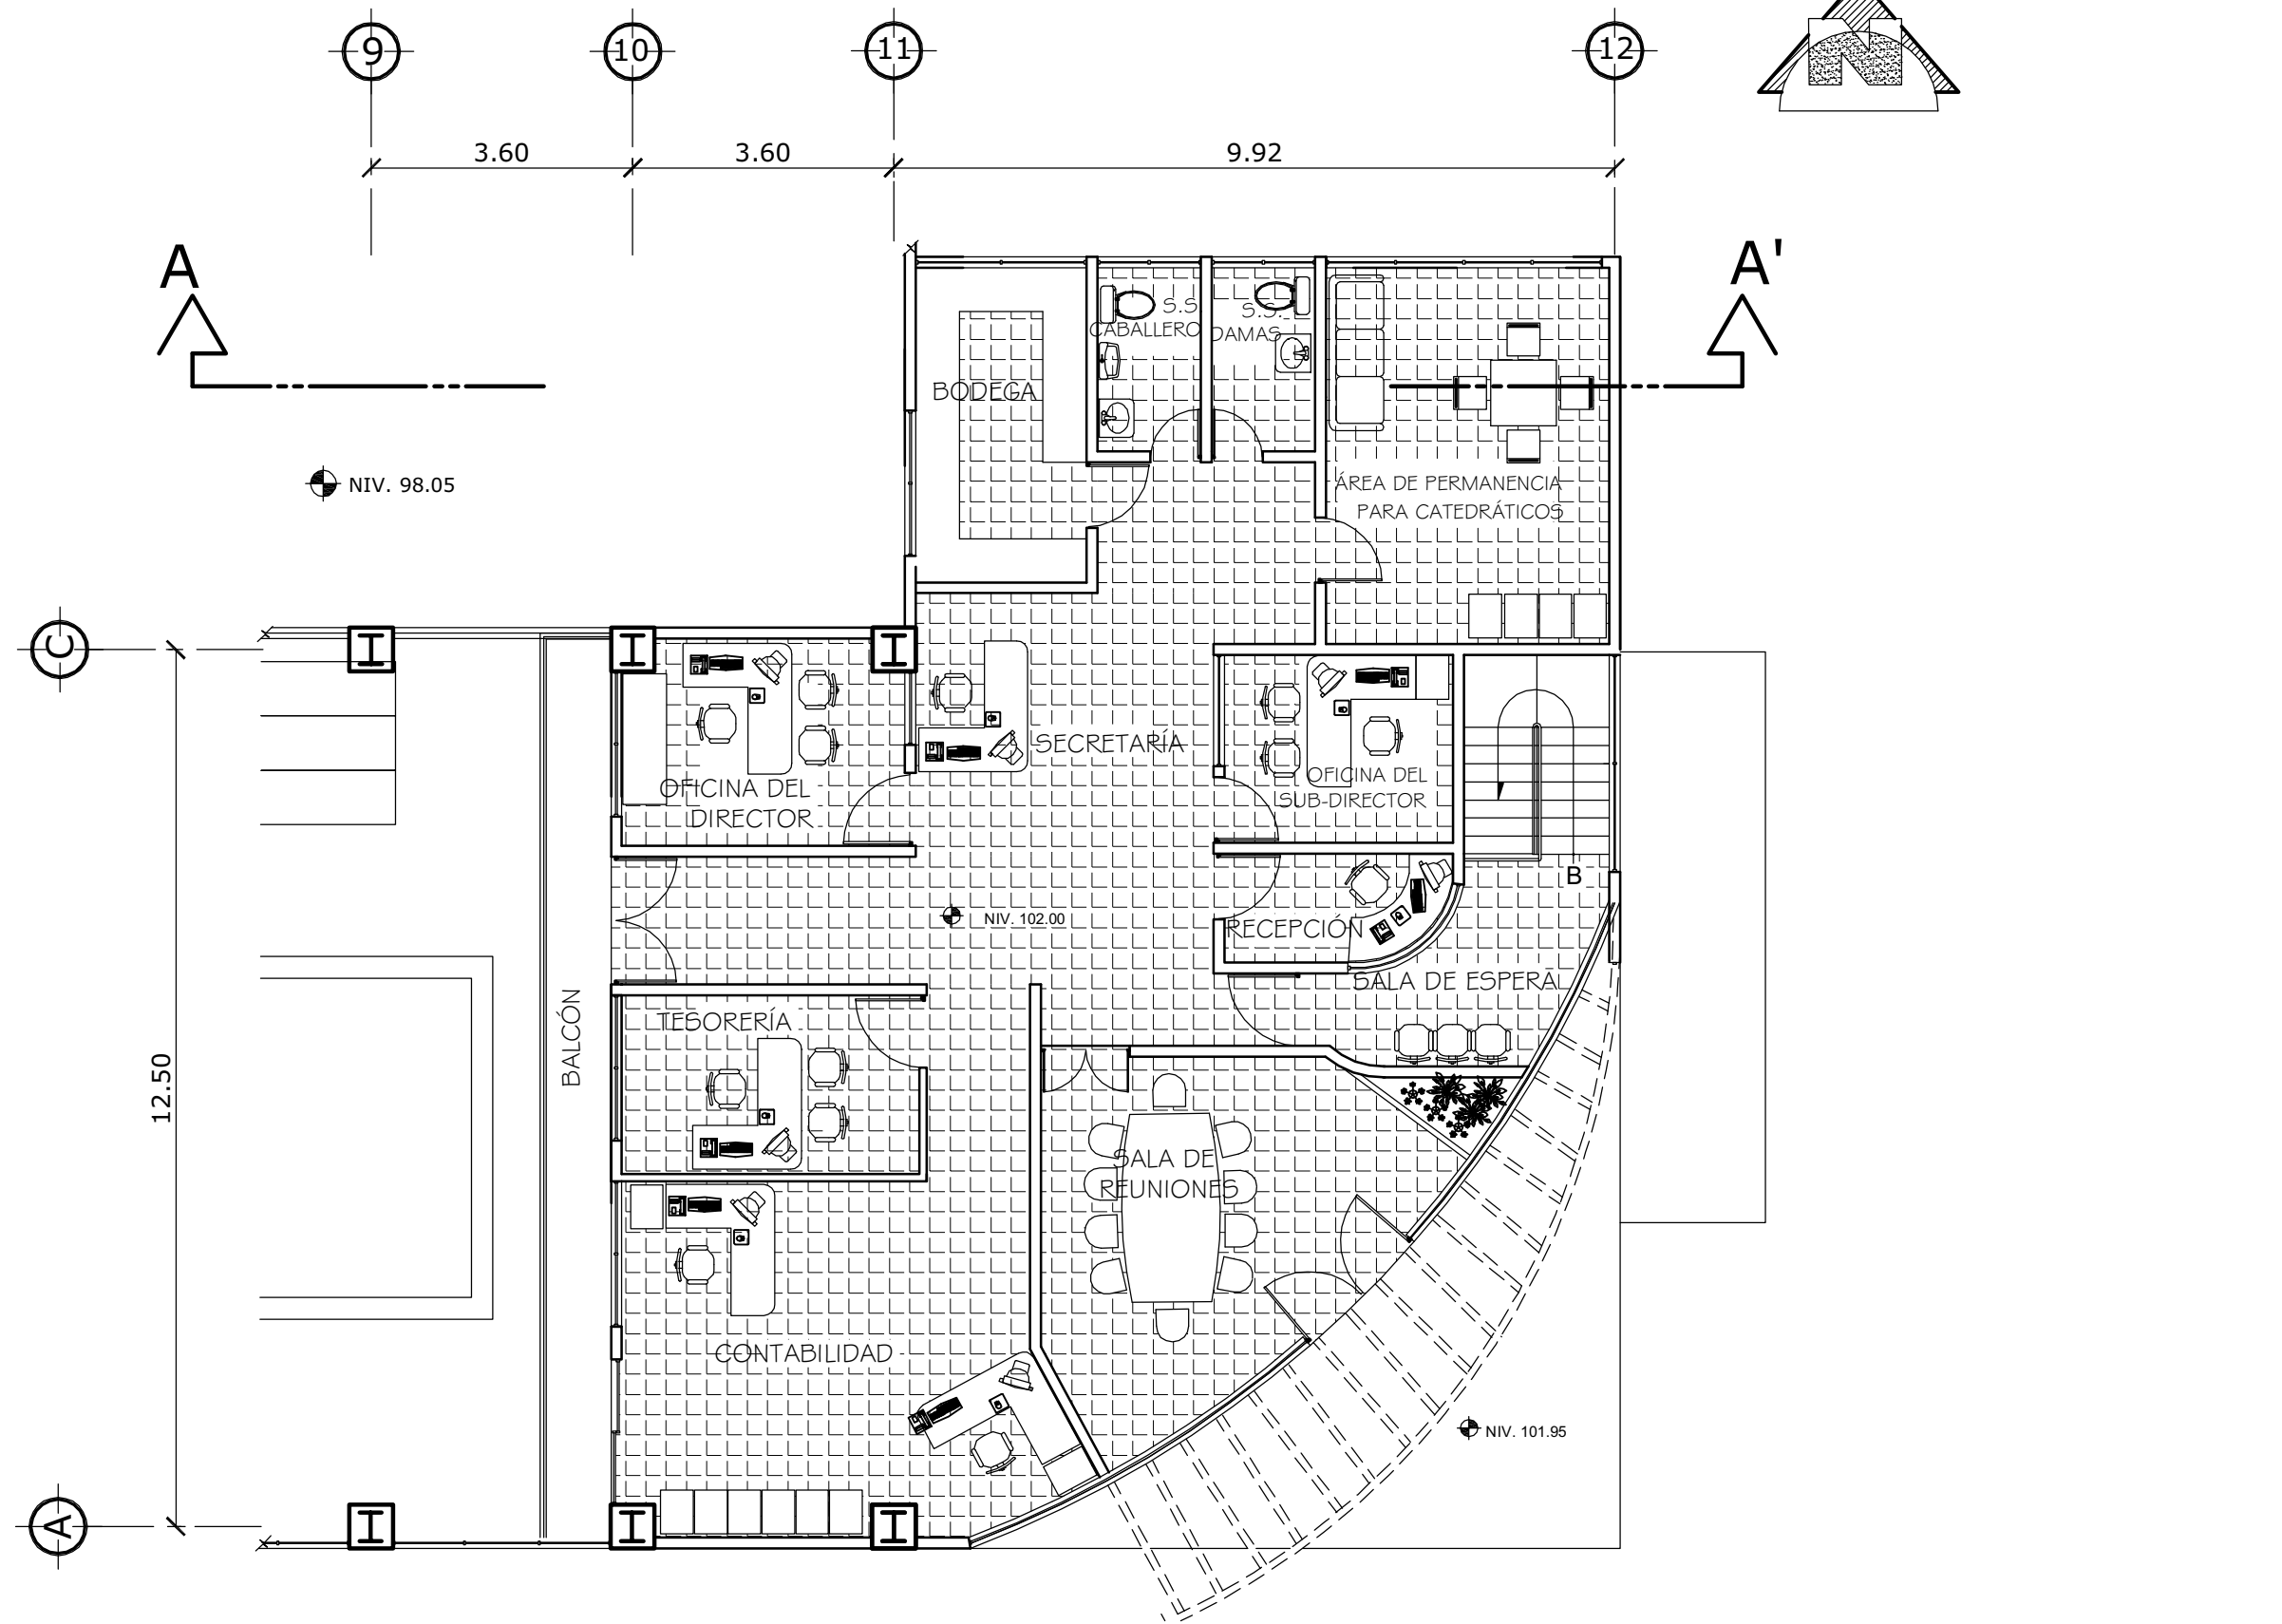 9
10
11
12
N
3.60
3.60
9.92
A
A'
S.S.
CABALLERO
S.S.
DAMAS
BODEGA
NIV. 98.05
ÁREA DE PERMANENCIA
PARA CATEDRÁTICOS
C
SECRETARÍA
OFICINA DEL
DIRECTOR
OFICINA DEL
SUB-DIRECTOR
B
NIV. 102.00
RECEPCIÓN
SALA DE ESPERA
TESORERÍA
BALCÓN
12.50
SALA DE
REUNIONES
CONTABILIDAD
NIV. 101.95
A